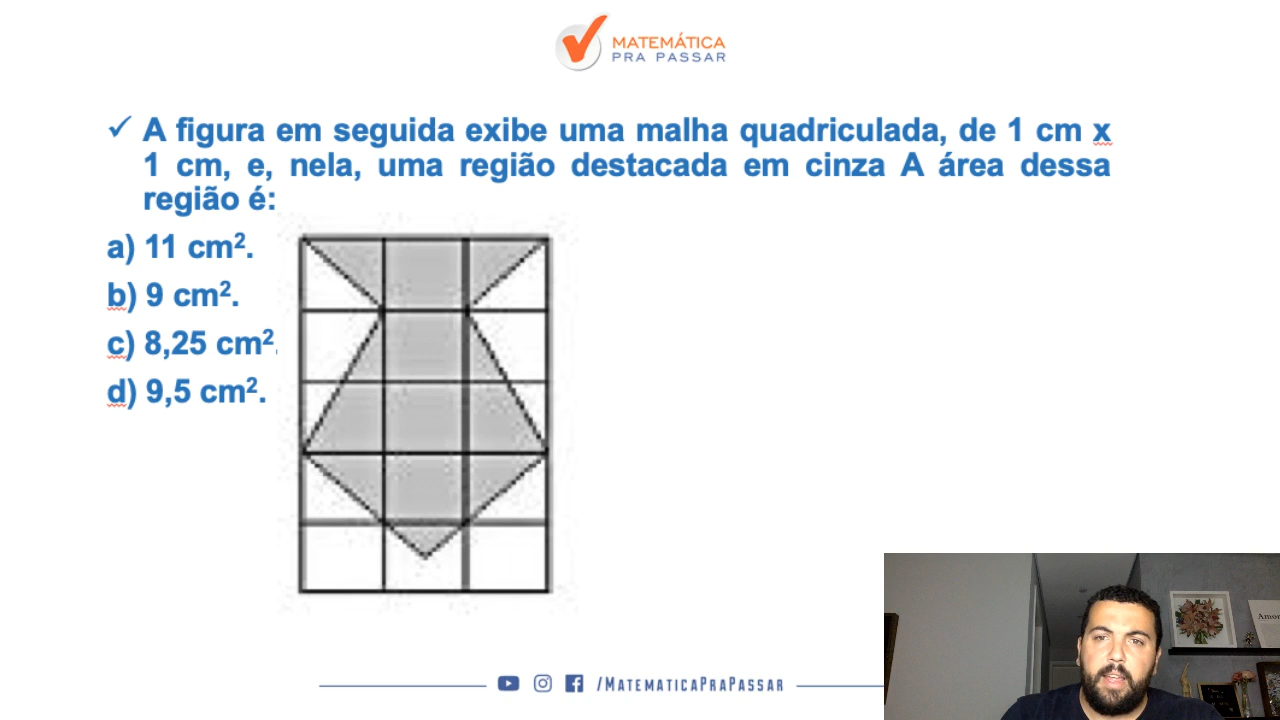 MATEMÁTICA
PRA PASSAR
✓ A figura em seguida exibe uma malha quadriculada, de 1 cm x
1 cm, e, nela, uma região destacada em cinza A área dessa
região é:
a) 11 cm².
b) 9 cm².
c) 8,25 cm².
d) 9,5 cm².
/MATEMATICAPRAPASSAR
Amor